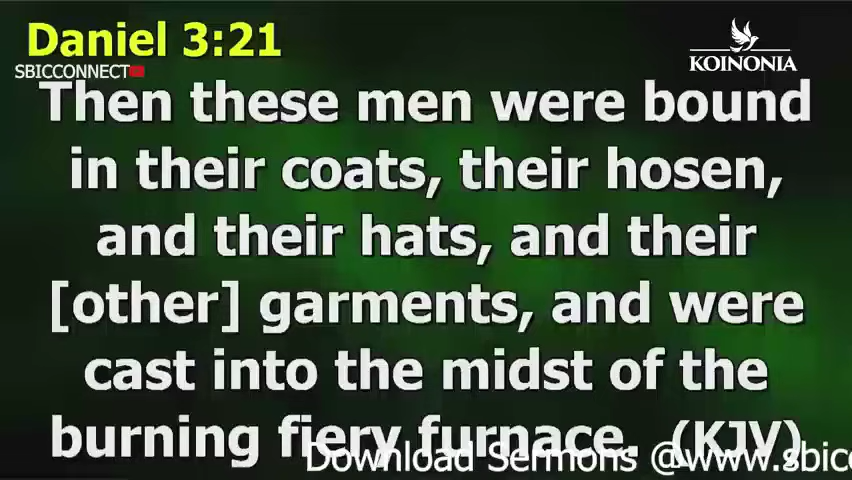 Daniel 3:21
SBICCONNECT
KOINONIA
Then these men were bound
in their coats, their hosen,
and their hats, and their
[other] garments, and were
cast into the midst of the
burning fiery furnace. (KJV)
Download Sermons @www.sbicc